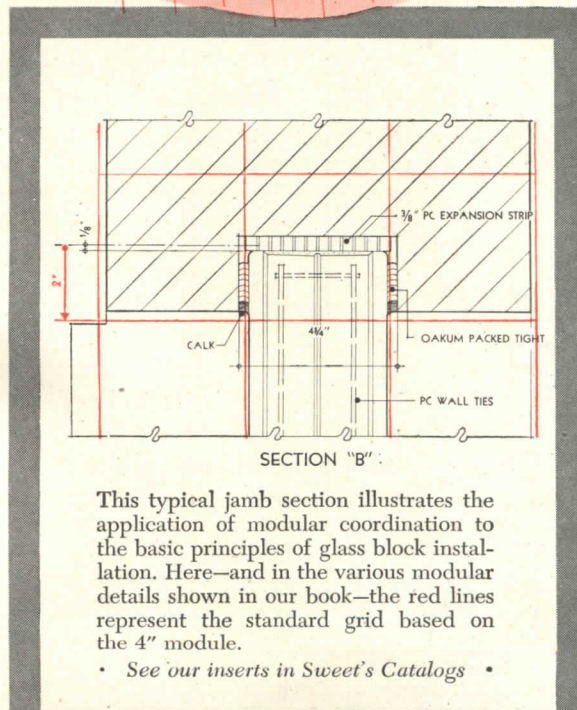 3/8" PC EXPANSION STRIP
1/8"
2"
4 1/4"
CALK
OAKUM PACKED TIGHT
PC WALL TIES
SECTION "B"
This typical jamb section illustrates the
application of modular coordination to
the basic principles of glass block instal-
lation. Here—and in the various modular
details shown in our book—the red lines
represent the standard grid based on
the 4″ module.
• See our inserts in Sweet's Catalogs •